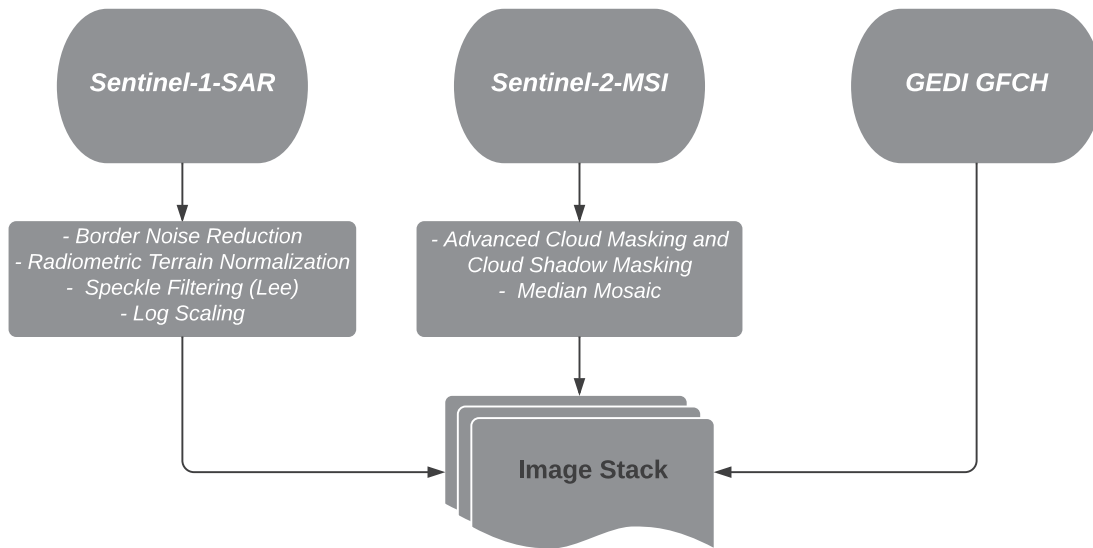 Sentinel-1-SAR
Sentinel-2-MSI
GEDI GFCH
- Border Noise Reduction
- Radiometric Terrain Normalization
- Speckle Filtering (Lee)
- Log Scaling
- Advanced Cloud Masking and
Cloud Shadow Masking
- Median Mosaic
Image Stack